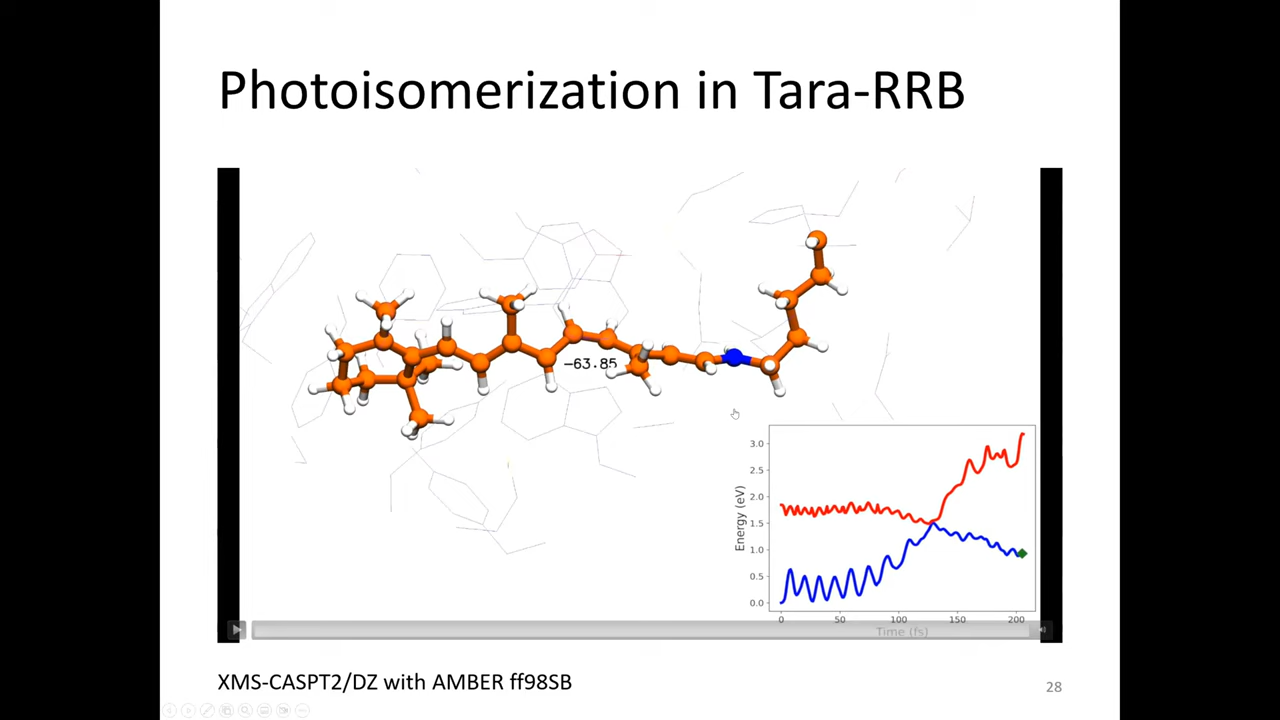 Photoisomerization in Tara-RRB
−63.85
3.0
2.5
2.0
1.5
1.0
0.5
0.0
Energy (eV)
0 50 100 150 200
Time (fs)
XMS-CASPT2/DZ with AMBER ff98SB
28